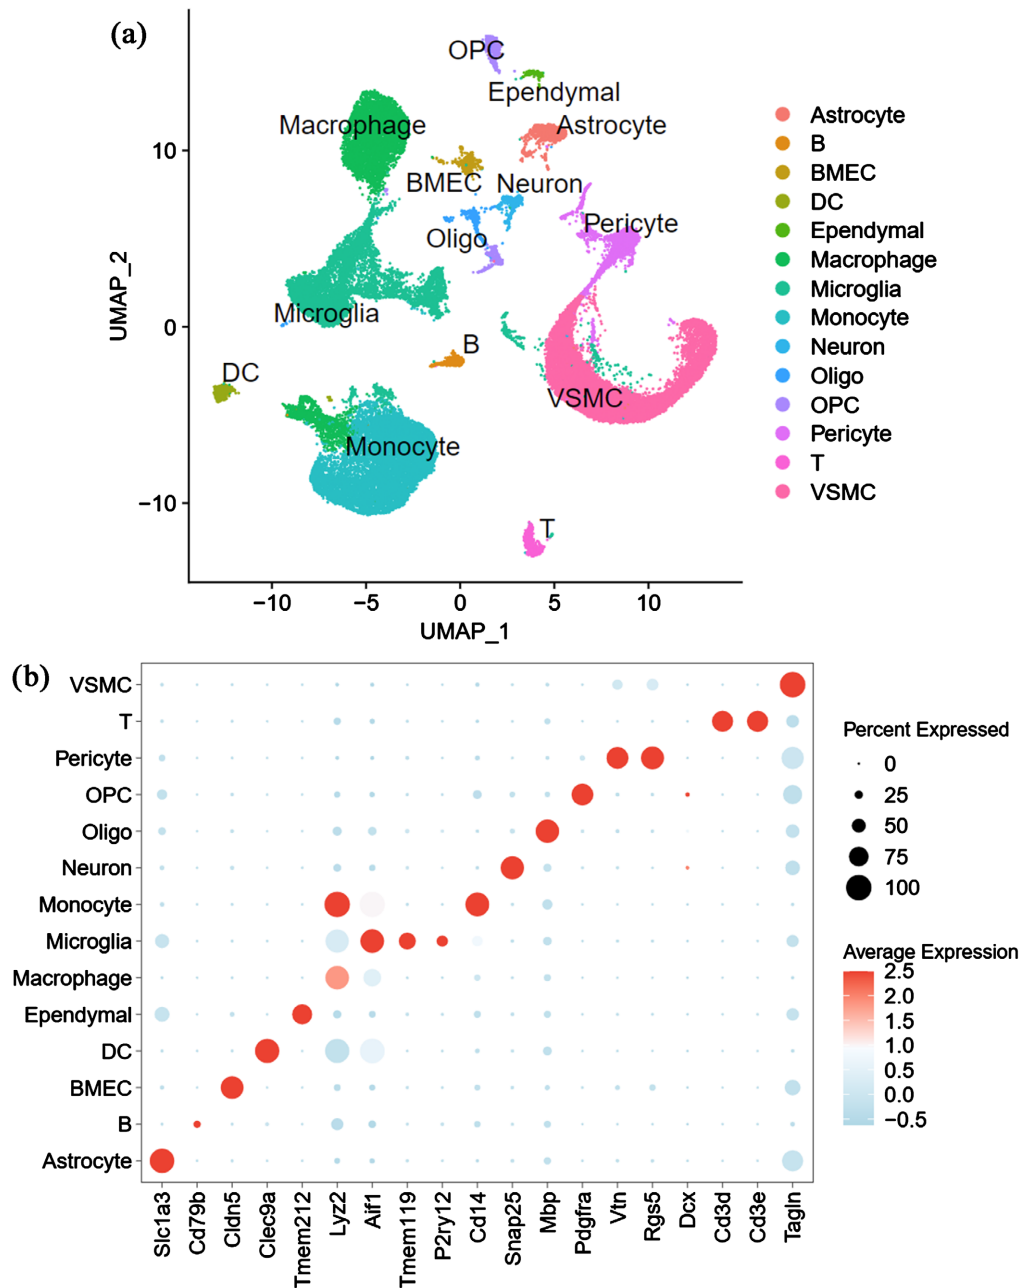 (a)
OPC
Ependymal
Macrophage
Astrocyte
BMEC
Neuron
Pericyte
Oligo
Microglia
B
DC
VSMC
Monocyte
T
10
0
−10
UMAP_2
−10
−5
0
5
10
UMAP_1
Astrocyte
B
BMEC
DC
Ependymal
Macrophage
Microglia
Monocyte
Neuron
Oligo
OPC
Pericyte
T
VSMC
(b)
VSMC
T
Pericyte
OPC
Oligo
Neuron
Monocyte
Microglia
Macrophage
Ependymal
DC
BMEC
B
Astrocyte
Slc1a3
Cd79b
Cldn5
Clec9a
Tmem212
Lyz2
Aif1
Tmem119
P2ry12
Cd14
Snap25
Mbp
Pdgfra
Vtn
Rgs5
Dcx
Cd3d
Cd3e
Tagln
Percent Expressed
0
25
50
75
100
Average Expression
2.5
2.0
1.5
1.0
0.5
0.0
−0.5